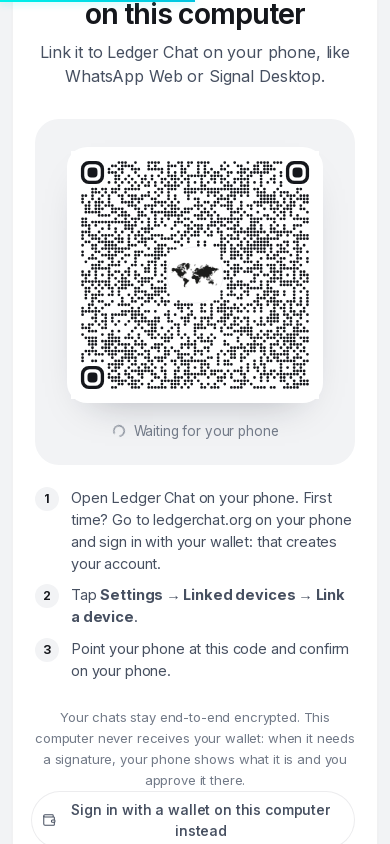 on this computer
Link it to Ledger Chat on your phone, like
WhatsApp Web or Signal Desktop.
Waiting for your phone
1 Open Ledger Chat on your phone. First
time? Go to ledgerchat.org on your phone
and sign in with your wallet: that creates
your account.
2 Tap Settings → Linked devices → Link
a device.
3 Point your phone at this code and confirm
on your phone.
Your chats stay end-to-end encrypted. This
computer never receives your wallet: when it needs
a signature, your phone shows what it is and you
approve it there.
Sign in with a wallet on this computer
instead